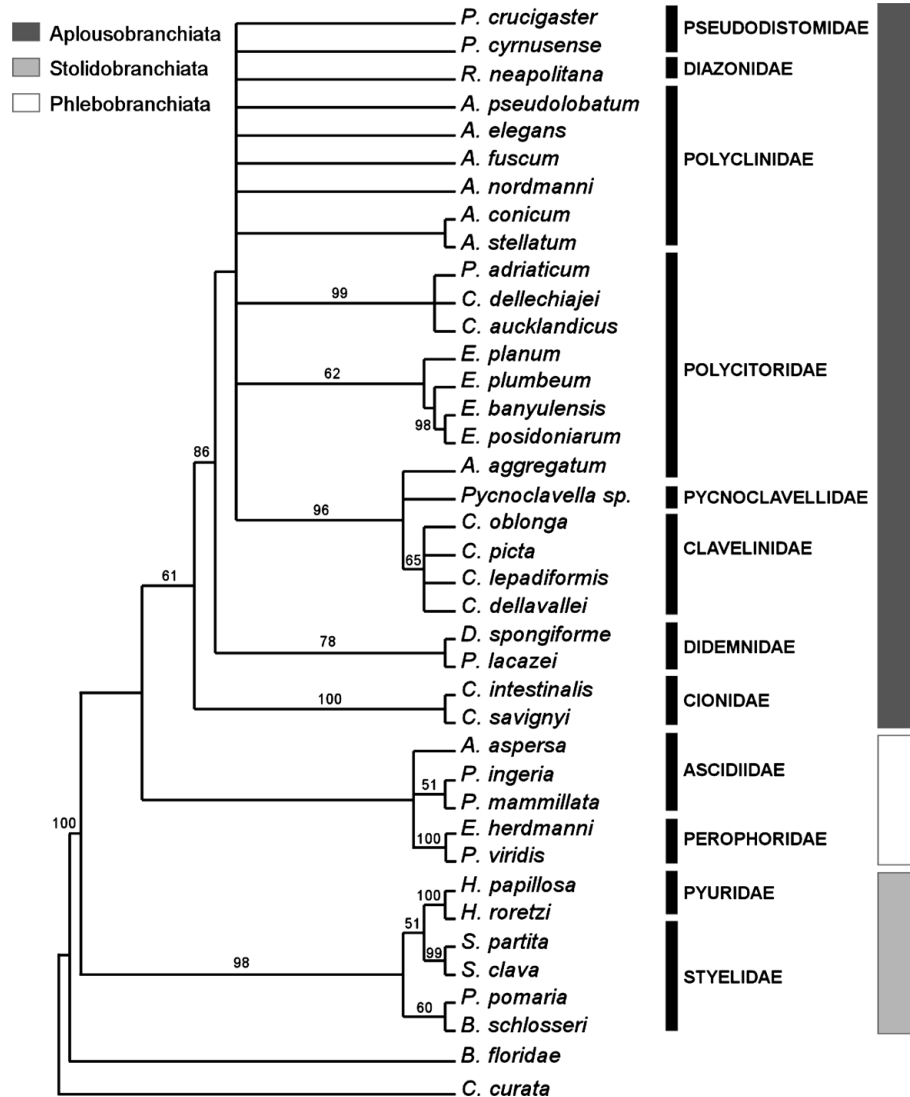 Aplousobranchiata
Stolidobranchiata
Phlebobranchiata
P. crucigaster
P. cyrnusense
PSEUDODISTOMIDAE
R. neapolitana
DIAZONIDAE
A. pseudolobatum
A. elegans
A. fuscum
A. nordmanni
A. conicum
A. stellatum
POLYCLINIDAE
P. adriaticum
99
C. dellechiajei
C. aucklandicus
E. planum
62
E. plumbeum
E. banyulensis
98
E. posidoniarum
A. aggregatum
POLYCITORIDAE
86
96
Pycnoclavella sp.
PYCNOCLAVELLIDAE
C. oblonga
C. picta
65
C. lepadiformis
C. dellavallei
CLAVELINIDAE
61
78
D. spongiforme
P. lacazei
DIDEMNIDAE
100
C. intestinalis
C. savignyi
CIONIDAE
A. aspersa
51
P. ingeria
P. mammillata
ASCIDIIDAE
100
E. herdmanni
100
P. viridis
PEROPHORIDAE
100
H. papillosa
H. roretzi
PYURIDAE
51
S. partita
99
S. clava
98
60
P. pomaria
B. schlosseri
STYELIDAE
B. floridae
C. curata